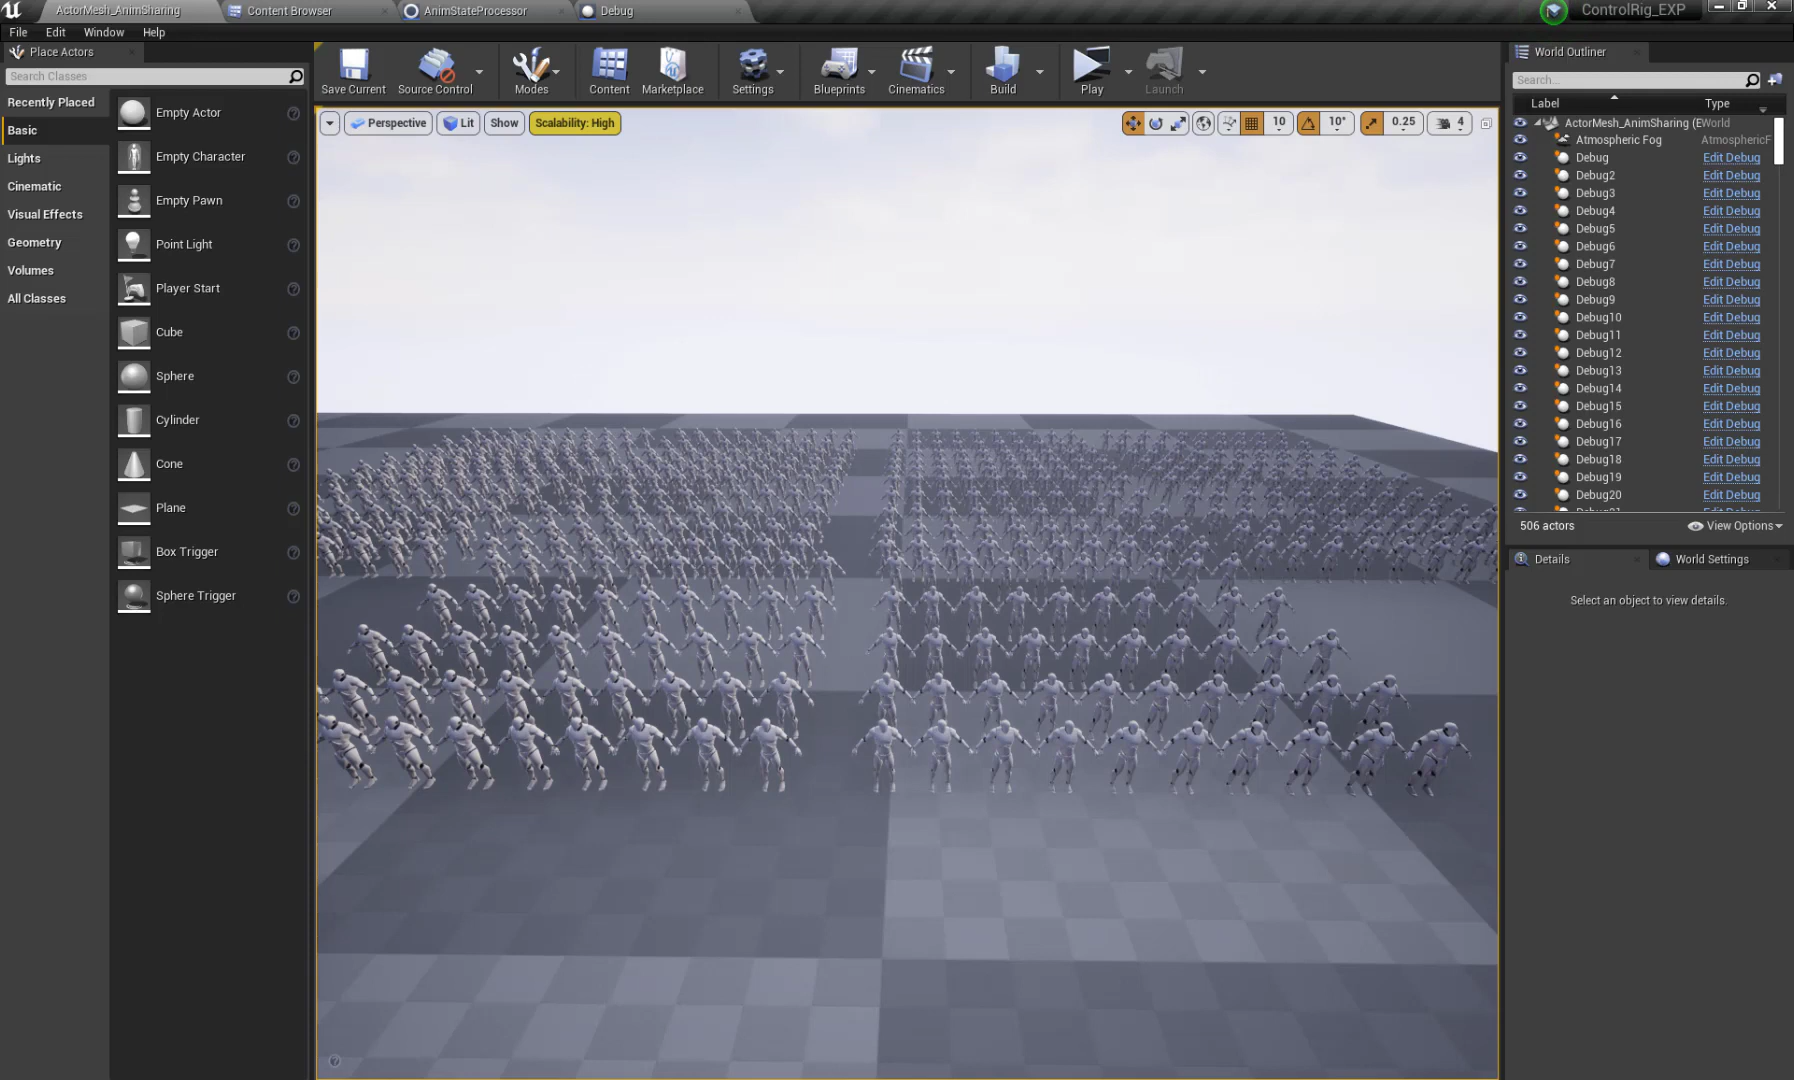 ActorMesh_AnimSharing
Content Browser
AnimStateProcessor
Debug
ControlRig_EXP
File Edit Window Help
Place Actors
Search Classes
Recently Placed
Basic
Lights
Cinematic
Visual Effects
Geometry
Volumes
All Classes
Empty Actor
Empty Character
Empty Pawn
Point Light
Player Start
Cube
Sphere
Cylinder
Cone
Plane
Box Trigger
Sphere Trigger
Save Current
Source Control
Modes
Content
Marketplace
Settings
Blueprints
Cinematics
Build
Play
Launch
Perspective
Lit
Show
Scalability: High
10
10°
0.25
4
World Outliner
Search...
Label Type
ActorMesh_AnimSharing (E World
Atmospheric Fog AtmosphericF
Debug Edit Debug
Debug2 Edit Debug
Debug3 Edit Debug
Debug4 Edit Debug
Debug5 Edit Debug
Debug6 Edit Debug
Debug7 Edit Debug
Debug8 Edit Debug
Debug9 Edit Debug
Debug10 Edit Debug
Debug11 Edit Debug
Debug12 Edit Debug
Debug13 Edit Debug
Debug14 Edit Debug
Debug15 Edit Debug
Debug16 Edit Debug
Debug17 Edit Debug
Debug18 Edit Debug
Debug19 Edit Debug
Debug20 Edit Debug
506 actors
View Options
Details
World Settings
Select an object to view details.